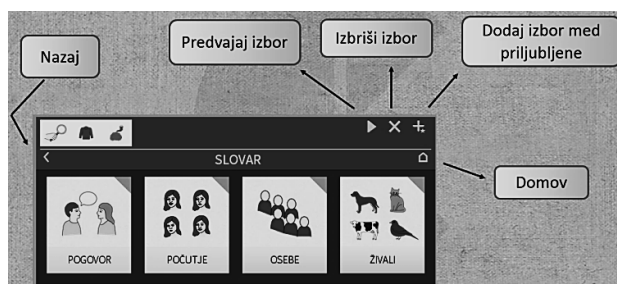 Nazaj
Predvajaj izbor
Izbriši izbor
Dodaj izbor med
priljubljene
SLOVAR
Domov
POGOVOR
POČUTJE
OSEBE
ŽIVALI